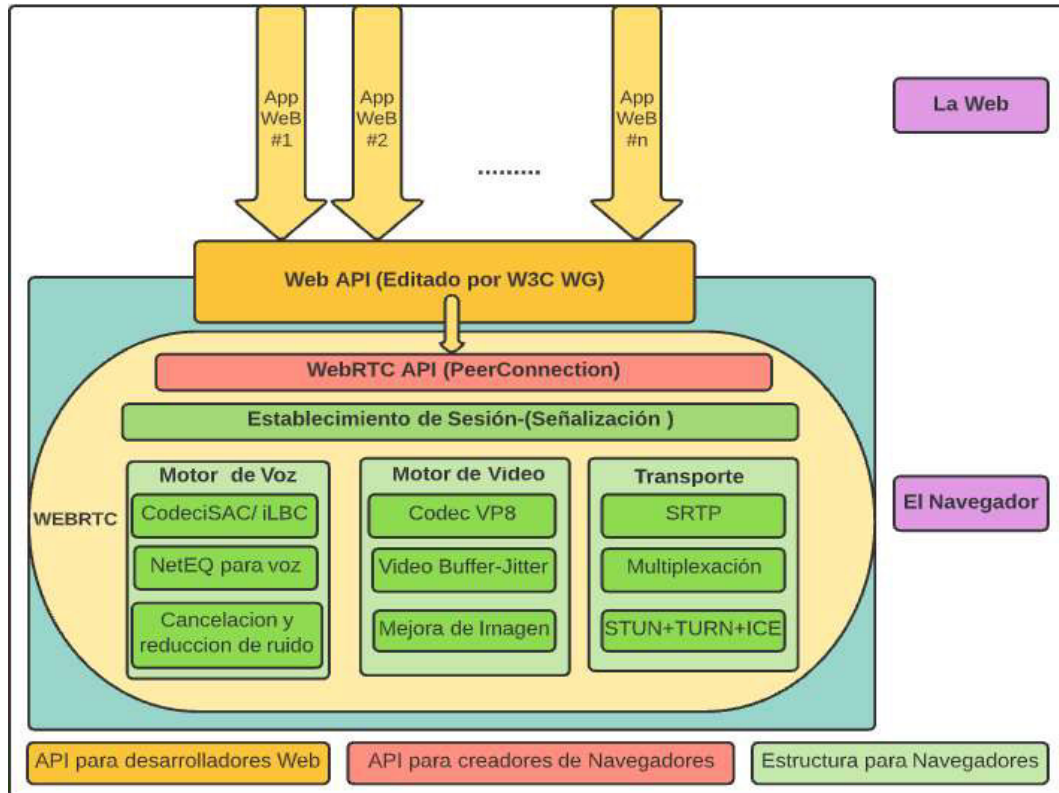 App
WeB
#1
App
WeB
#2
.........
App
WeB
#n
La Web
Web API (Editado por W3C WG)
WebRTC API (PeerConnection)
Establecimiento de Sesión-(Señalización )
WEBRTC
Motor de Voz
CodeciSAC/ iLBC
NetEQ para voz
Cancelacion y
reduccion de ruido
Motor de Video
Codec VP8
Video Buffer-Jitter
Mejora de Imagen
Transporte
SRTP
Multiplexación
STUN+TURN+ICE
El Navegador
API para desarrolladores Web
API para creadores de Navegadores
Estructura para Navegadores